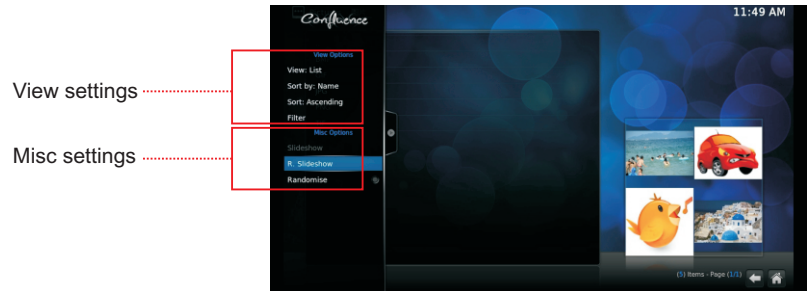 Confluence
11:49 AM
View Options
View: List
Sort by: Name
Sort: Ascending
Filter
View settings
Misc Options
Slideshow
R. Slideshow
Randomise
Misc settings
(5) Items - Page (1/1)